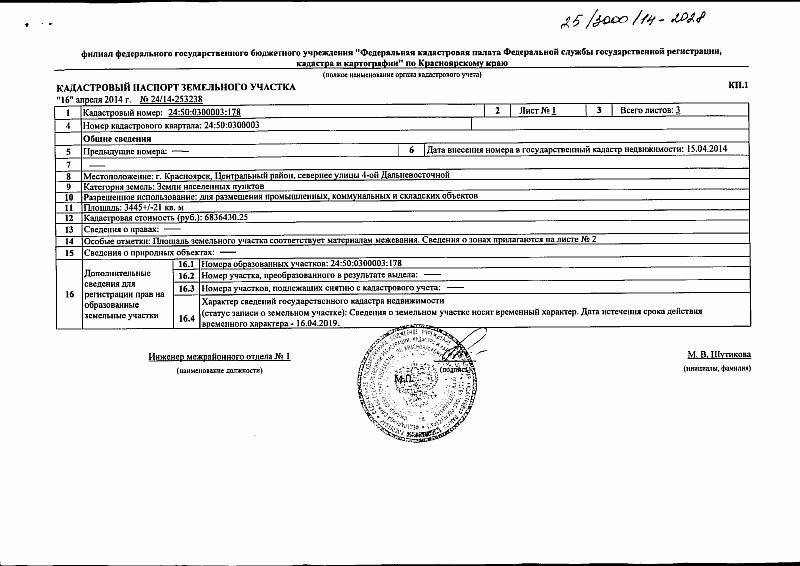 25/3000/14-2028
филиал федерального государственного бюджетного учреждения "Федеральная кадастровая палата Федеральной службы государственной регистрации,
кадастра и картографии" по Красноярскому краю
(полное наименование органа кадастрового учета)
КАДАСТРОВЫЙ ПАСПОРТ ЗЕМЕЛЬНОГО УЧАСТКА
КП.1
"16" апреля 2014 г. № 24/14-253238
1 Кадастровый номер: 24:50:0300003:178 2 Лист № 1 3 Всего листов: 3
4 Номер кадастрового квартала: 24:50:0300003
Общие сведения
5 Предыдущие номера: —— 6 Дата внесения номера в государственный кадастр недвижимости: 15.04.2014
7 ——
8 Местоположение: г. Красноярск, Центральный район, севернее улицы 4-ой Дальневосточной
9 Категория земель: Земли населенных пунктов
10 Разрешенное использование: для размещения промышленных, коммунальных и складских объектов
11 Площадь: 3445+/-21 кв. м
12 Кадастровая стоимость (руб.): 6836430.25
13 Сведения о правах: ——
14 Особые отметки: Площадь земельного участка соответствует материалам межевания. Сведения о зонах прилагаются на листе № 2
15 Сведения о природных объектах: ——
16 Дополнительные сведения для регистрации прав на образованные земельные участки
16.1 Номера образованных участков: 24:50:0300003:178
16.2 Номер участка, преобразованного в результате выдела: ——
16.3 Номера участков, подлежащих снятию с кадастрового учета: ——
16.4 Характер сведений государственного кадастра недвижимости
(статус записи о земельном участке): Сведения о земельном участке носят временный характер. Дата истечения срока действия
временного характера - 16.04.2019.
Инженер межрайонного отдела № 1
М. В. Шутикова
(наименование должности)
(подпись)
(инициалы, фамилия)
М.П.